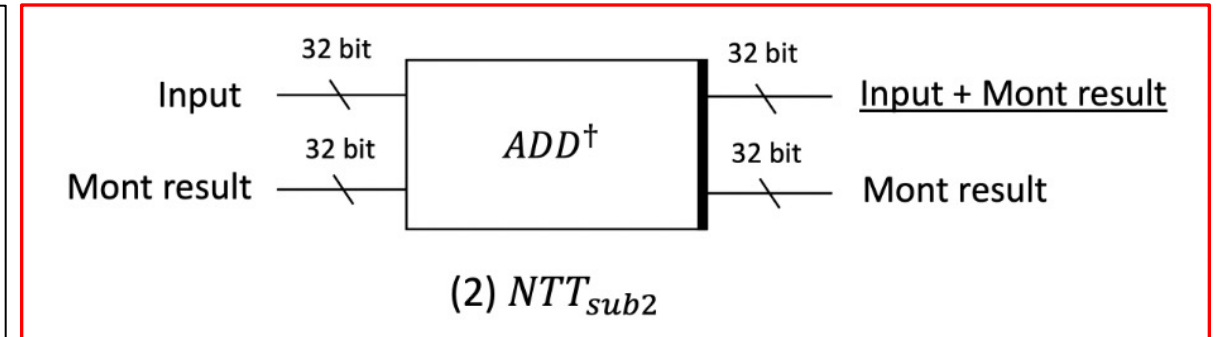 32 bit 32 bit
Input Input + Mont result
ADD†
32 bit 32 bit
Mont result Mont result
(2) NTT_sub2